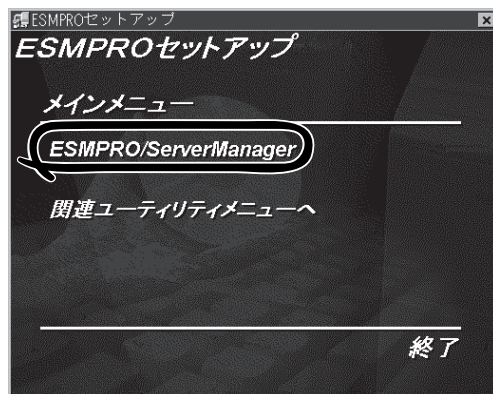 ESMPROセットアップ
ESMPROセットアップ
メインメニュー
ESMPRO/ServerManager
関連ユーティリティメニューへ
終了